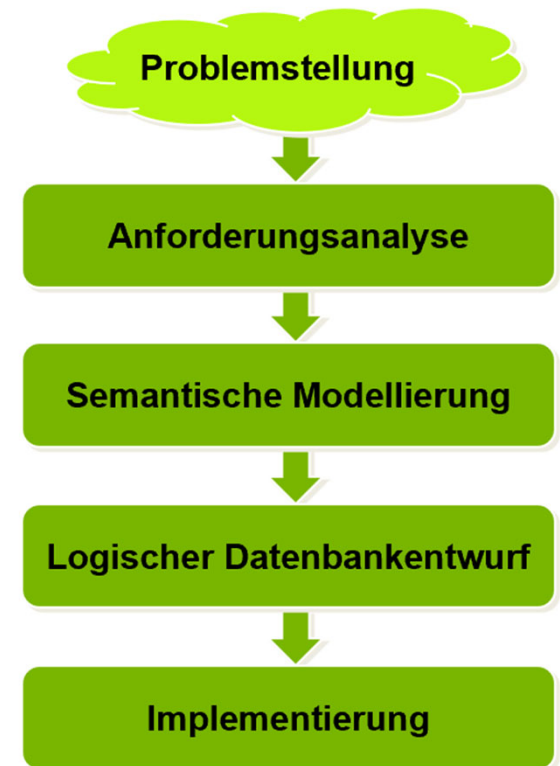 Problemstellung
Anforderungsanalyse
Semantische Modellierung
Logischer Datenbankentwurf
Implementierung